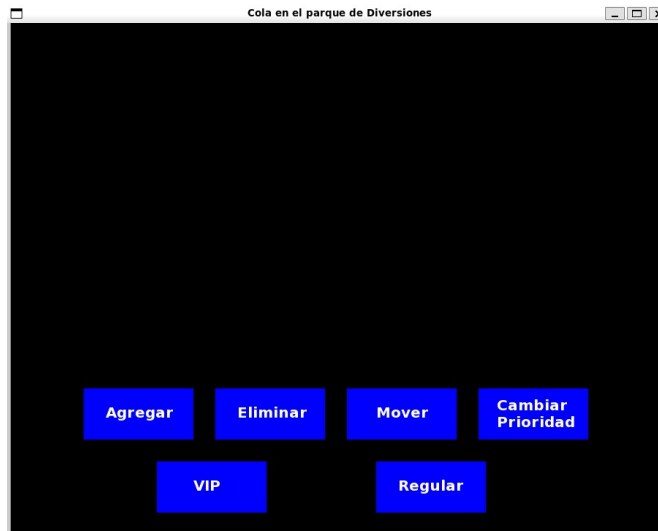 Cola en el parque de Diversiones
Agregar
Eliminar
Mover
Cambiar
Prioridad
VIP
Regular